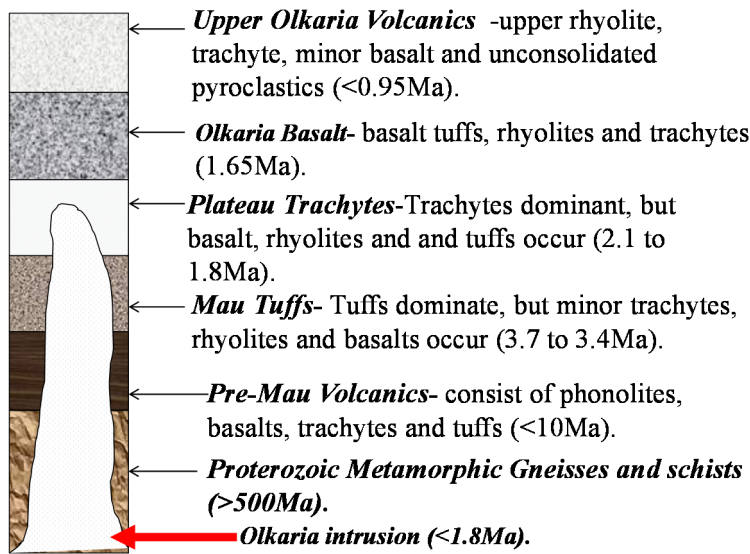 Upper Olkaria Volcanics -upper rhyolite,
trachyte, minor basalt and unconsolidated
pyroclastics (<0.95Ma).
Olkaria Basalt- basalt tuffs, rhyolites and trachytes
(1.65Ma).
Plateau Trachytes-Trachytes dominant, but
basalt, rhyolites and and tuffs occur (2.1 to
1.8Ma).
Mau Tuffs- Tuffs dominate, but minor trachytes,
rhyolites and basalts occur (3.7 to 3.4Ma).
Pre-Mau Volcanics- consist of phonolites,
basalts, trachytes and tuffs (<10Ma).
Proterozoic Metamorphic Gneisses and schists
(>500Ma).
Olkaria intrusion (<1.8Ma).